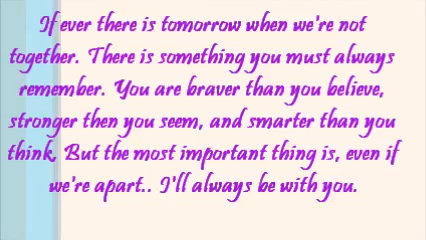 If ever there is tomorrow when we're not
together. There is something you must always
remember. You are braver than you believe,
stronger then you seem, and smarter than you
think. But the most important thing is, even if
we're apart.. I'll always be with you.